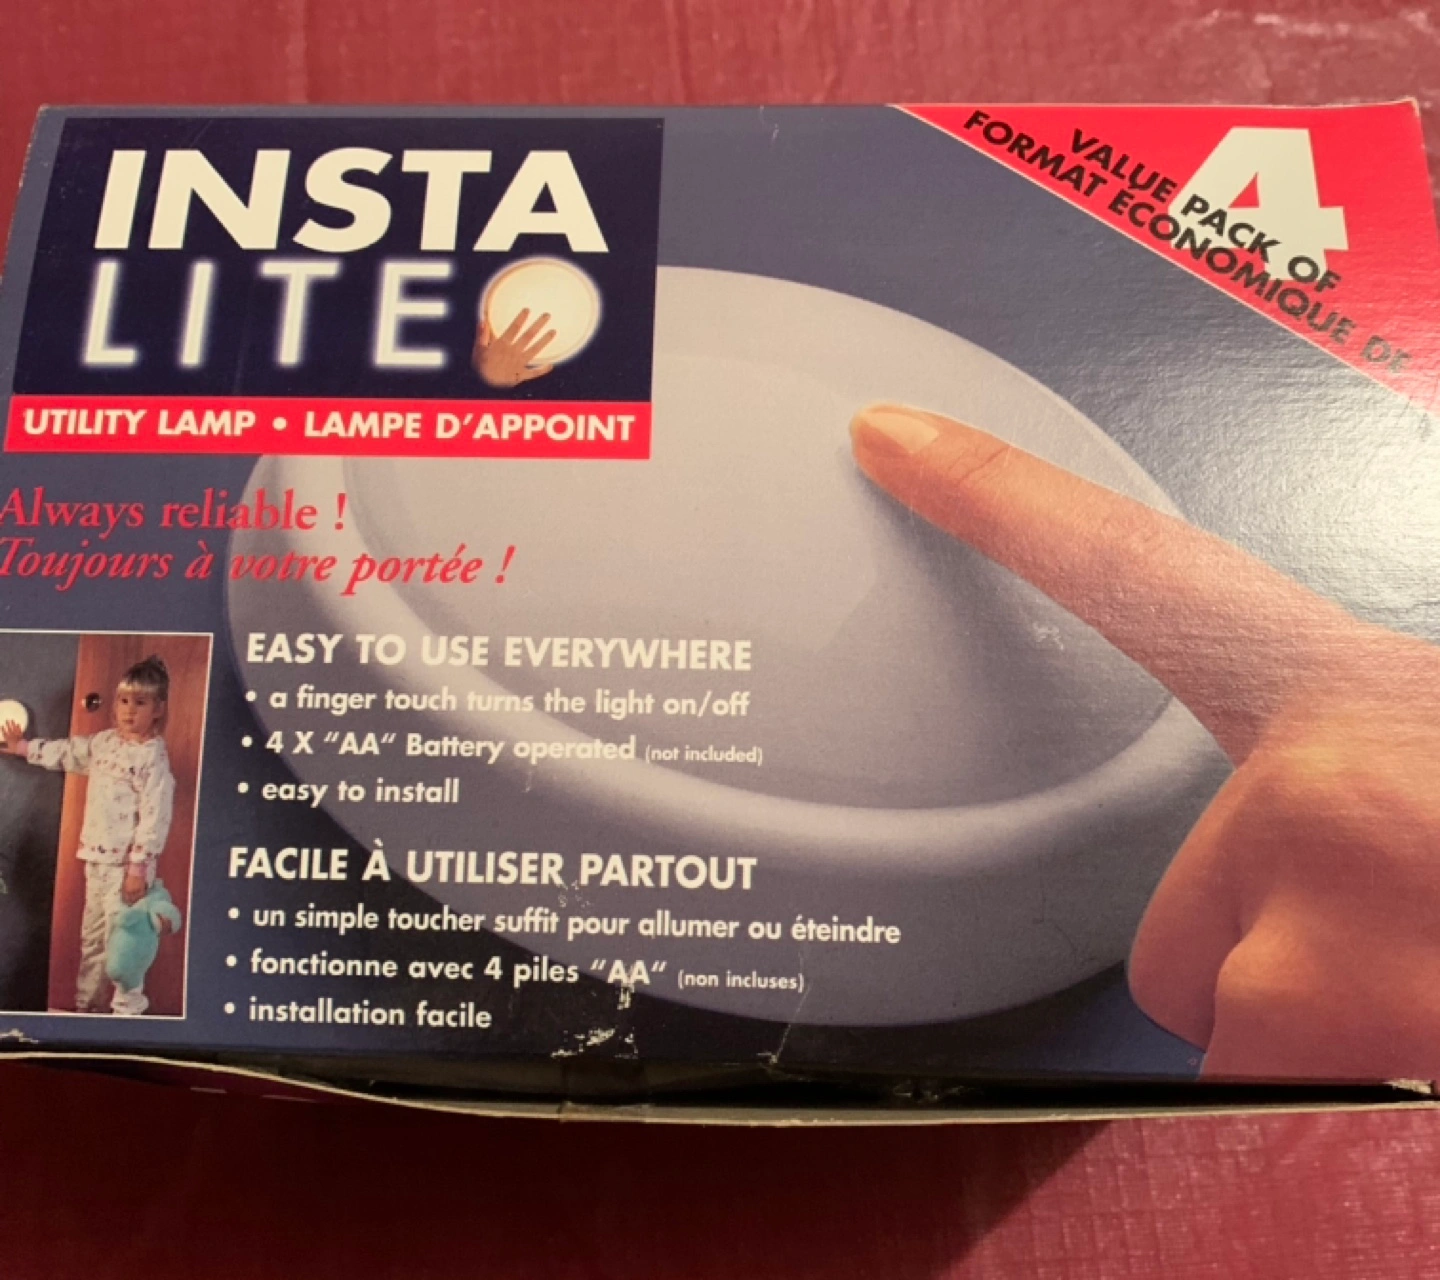 INSTA
LITE
UTILITY LAMP • LAMPE D'APPOINT
VALUE PACK OF
FORMAT ÉCONOMIQUE DE
4
Always reliable !
Toujours à votre portée !
EASY TO USE EVERYWHERE
• a finger touch turns the light on/off
• 4 X "AA" Battery operated (not included)
• easy to install
FACILE À UTILISER PARTOUT
• un simple toucher suffit pour allumer ou éteindre
• fonctionne avec 4 piles "AA" (non incluses)
• installation facile